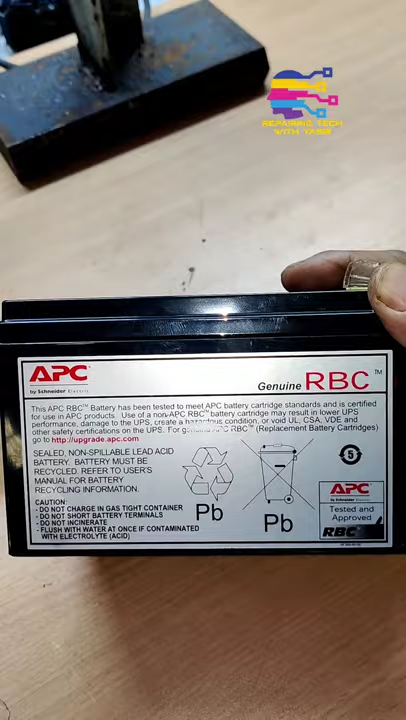 REPAIRING TECH
WITH YASIR
APC
by Schneider Electric
Genuine RBC™
This APC RBC™ Battery has been tested to meet APC battery cartridge standards and is certified
for use in APC products. Use of a non-APC RBC™ battery cartridge may result in lower UPS
performance, damage to the UPS, create a hazardous condition, or void UL, CSA, VDE and
other safety certifications on the UPS. For genuine APC RBC™ (Replacement Battery Cartridges)
go to http://upgrade.apc.com
SEALED, NON-SPILLABLE LEAD ACID
BATTERY. BATTERY MUST BE
RECYCLED. REFER TO USER'S
MANUAL FOR BATTERY
RECYCLING INFORMATION.
CAUTION:
- DO NOT CHARGE IN GAS TIGHT CONTAINER
- DO NOT SHORT BATTERY TERMINALS
- DO NOT INCINERATE
- FLUSH WITH WATER AT ONCE IF CONTAMINATED
WITH ELECTROLYTE (ACID)
Pb
Pb
5
APC
by Schneider Electric
Tested and
Approved
RBC